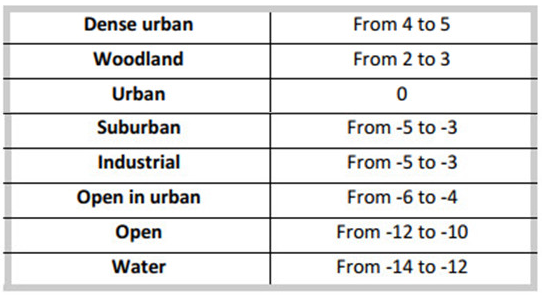 Dense urban From 4 to 5
Woodland From 2 to 3
Urban 0
Suburban From -5 to -3
Industrial From -5 to -3
Open in urban From -6 to -4
Open From -12 to -10
Water From -14 to -12